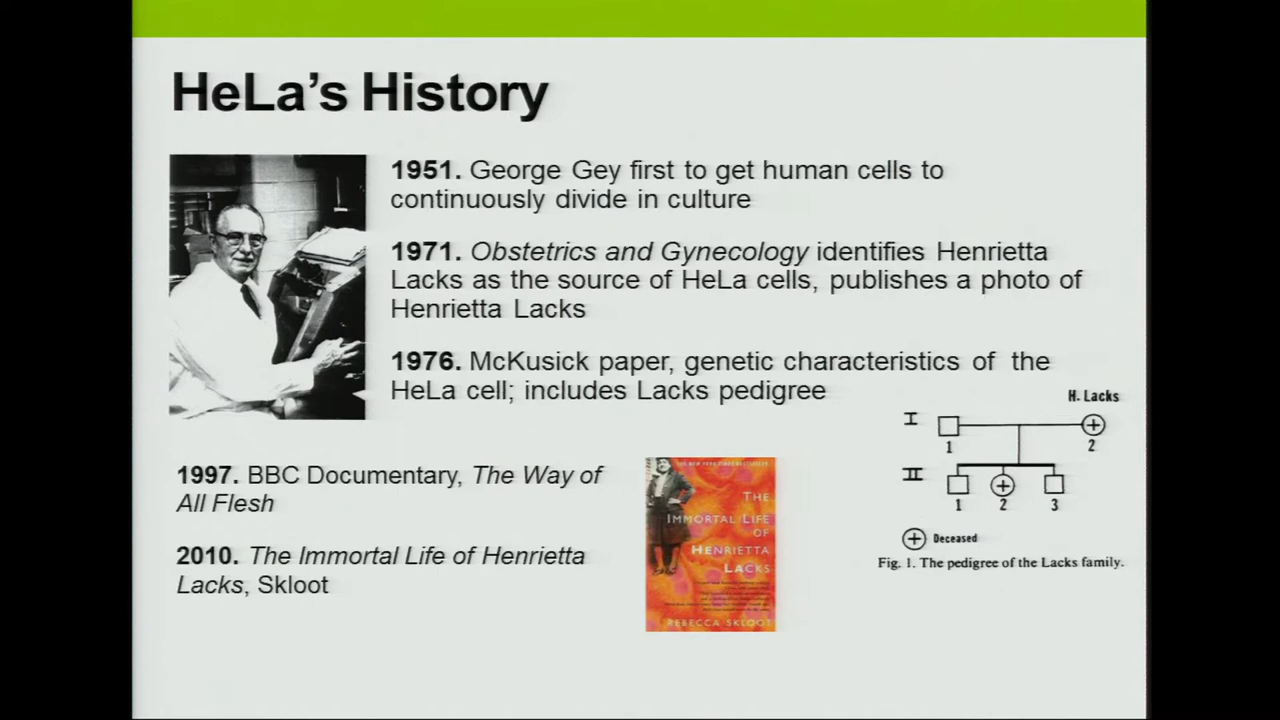 HeLa's History
1951. George Gey first to get human cells to
continuously divide in culture
1971. Obstetrics and Gynecology identifies Henrietta
Lacks as the source of HeLa cells, publishes a photo of
Henrietta Lacks
1976. McKusick paper, genetic characteristics of the
HeLa cell; includes Lacks pedigree
H. Lacks
I
1
2
II
1
2
3
Deceased
Fig. 1. The pedigree of the Lacks family.
1997. BBC Documentary, The Way of
All Flesh
2010. The Immortal Life of Henrietta
Lacks, Skloot
THE
IMMORTAL LIFE
OF
HENRIETTA
LACKS
REBECCA SKLOOT